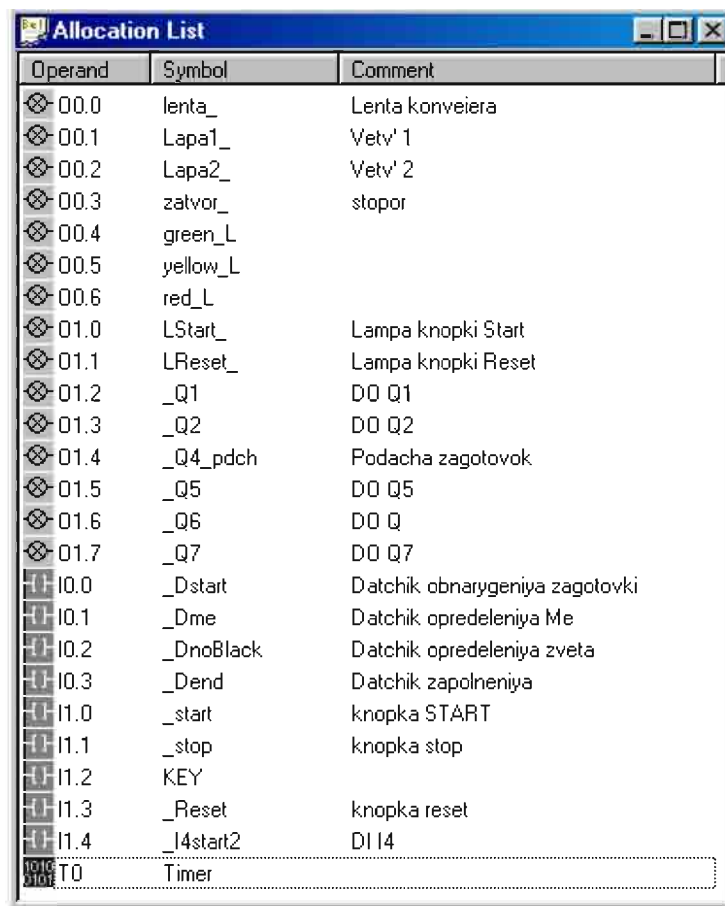 Allocation List
Operand Symbol Comment
O0.0 lenta_ Lenta konveiera
O0.1 Lapa1_ Vetv' 1
O0.2 Lapa2_ Vetv' 2
O0.3 zatvor_ stopor
O0.4 green_L
O0.5 yellow_L
O0.6 red_L
O1.0 LStart_ Lampa knopki Start
O1.1 LReset_ Lampa knopki Reset
O1.2 _Q1 DO Q1
O1.3 _Q2 DO Q2
O1.4 _Q4_pdch Podacha zagotovok
O1.5 _Q5 DO Q5
O1.6 _Q6 DO Q
O1.7 _Q7 DO Q7
I0.0 _Dstart Datchik obnarygeniya zagotovki
I0.1 _Dme Datchik opredeleniya Me
I0.2 _DnoBlack Datchik opredeleniya zveta
I0.3 _Dend Datchik zapolneniya
I1.0 _start knopka START
I1.1 _stop knopka stop
I1.2 KEY
I1.3 _Reset knopka reset
I1.4 _I4start2 DI I4
T0 Timer